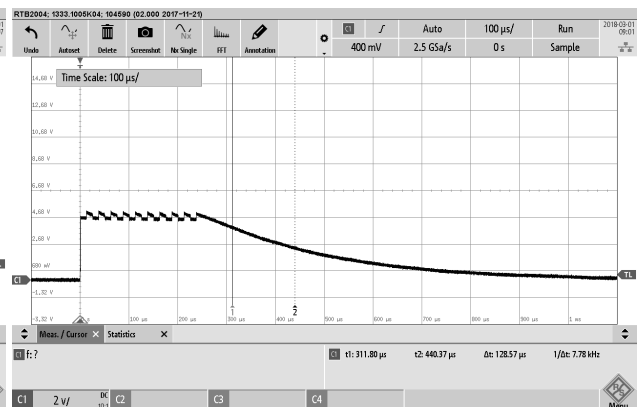 RTB2004; 1333.1005K04; 104590 (02.000 2017-11-21)
Undo Autoset Delete Screenshot Nx Single FFT Annotation
C1 Auto 100 µs/ Run
400 mV 2.5 GSa/s 0 s Sample
2018-03-01
09:01
Time Scale: 100 µs/
14,68 V
12,68 V
10,68 V
8,68 V
6,68 V
4,68 V
2,68 V
680 mV
C1
TL
-1,32 V
-3,32 V
1 2
100 µs 200 µs 300 µs 400 µs 500 µs 600 µs 700 µs 800 µs 900 µs 1 ms
Meas. / Cursor X Statistics X
C1 f: ?
C1 t1: 311.80 µs t2: 440.37 µs Δt: 128.57 µs 1/Δt: 7.78 kHz
C1 2 V/ DC 10:1 C2 C3 C4
R&S
Menu